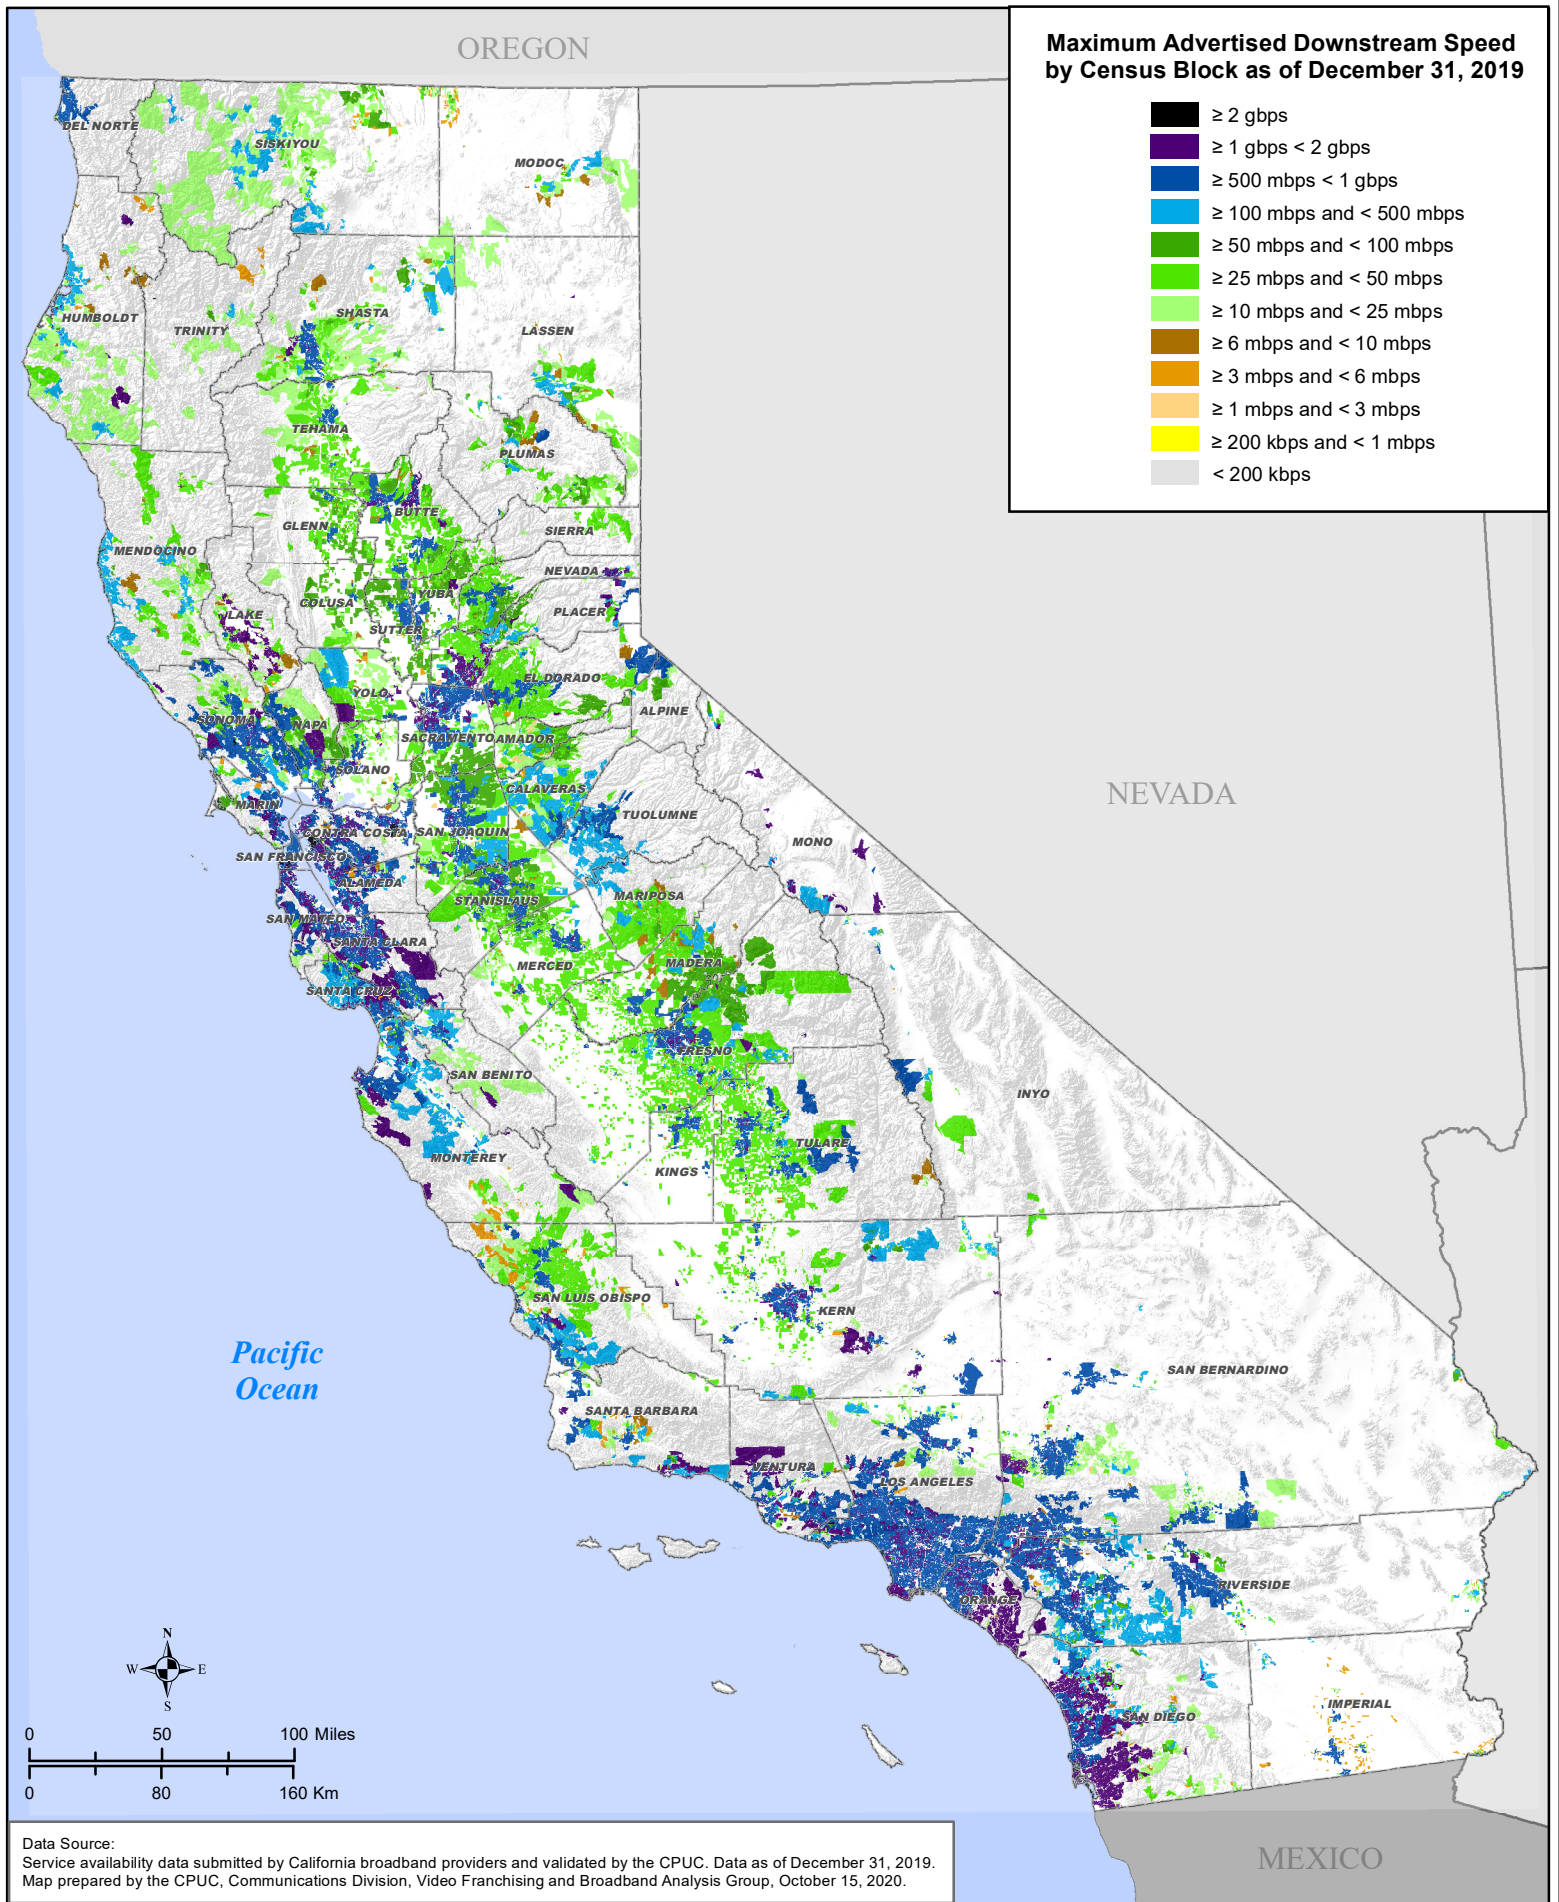 OREGON
Maximum Advertised Downstream Speed
by Census Block as of December 31, 2019
≥ 2 gbps
≥ 1 gbps < 2 gbps
≥ 500 mbps < 1 gbps
≥ 100 mbps and < 500 mbps
≥ 50 mbps and < 100 mbps
≥ 25 mbps and < 50 mbps
≥ 10 mbps and < 25 mbps
≥ 6 mbps and < 10 mbps
≥ 3 mbps and < 6 mbps
≥ 1 mbps and < 3 mbps
≥ 200 kbps and < 1 mbps
< 200 kbps
DEL NORTE
SISKIYOU
MODOC
HUMBOLDT
TRINITY
SHASTA
LASSEN
TEHAMA
PLUMAS
BUTTE
GLENN
SIERRA
MENDOCINO
NEVADA
YUBA
COLUSA
PLACER
LAKE
SUTTER
EL DORADO
YOLO
ALPINE
SONOMA
NAPA
SACRAMENTO
AMADOR
SOLANO
CALAVERAS
NEVADA
MARIN
TUOLUMNE
CONTRA COSTA
SAN JOAQUIN
MONO
SAN FRANCISCO
ALAMEDA
MARIPOSA
STANISLAUS
SAN MATEO
SANTA CLARA
MERCED
MADERA
SANTA CRUZ
FRESNO
SAN BENITO
INYO
TULARE
MONTEREY
KINGS
SAN LUIS OBISPO
KERN
Pacific
Ocean
SAN BERNARDINO
SANTA BARBARA
VENTURA
LOS ANGELES
RIVERSIDE
ORANGE
N
W
E
S
IMPERIAL
SAN DIEGO
0 50 100 Miles
0 80 160 Km
Data Source:
Service availability data submitted by California broadband providers and validated by the CPUC. Data as of December 31, 2019.
Map prepared by the CPUC, Communications Division, Video Franchising and Broadband Analysis Group, October 15, 2020.
MEXICO